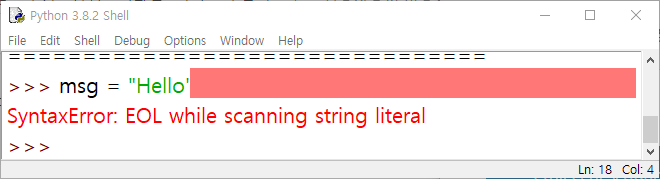 Python 3.8.2 Shell
File Edit Shell Debug Options Window Help
================================
>>> msg = "Hello'
SyntaxError: EOL while scanning string literal
>>>
Ln: 18 Col: 4